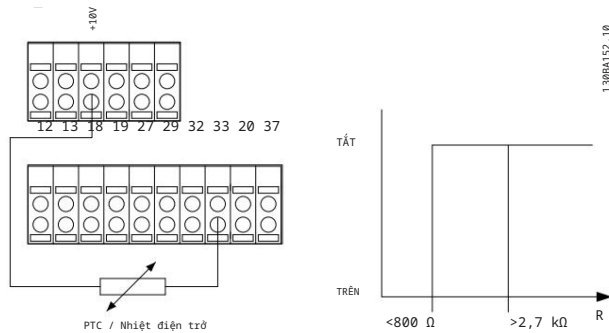 +10V
12 13 18 19 27 29 32 33 20 37
PTC / Nhiệt điện trở
130BA152.10
TẮT
TRÊN
<800 Ω
>2,7 kΩ
R